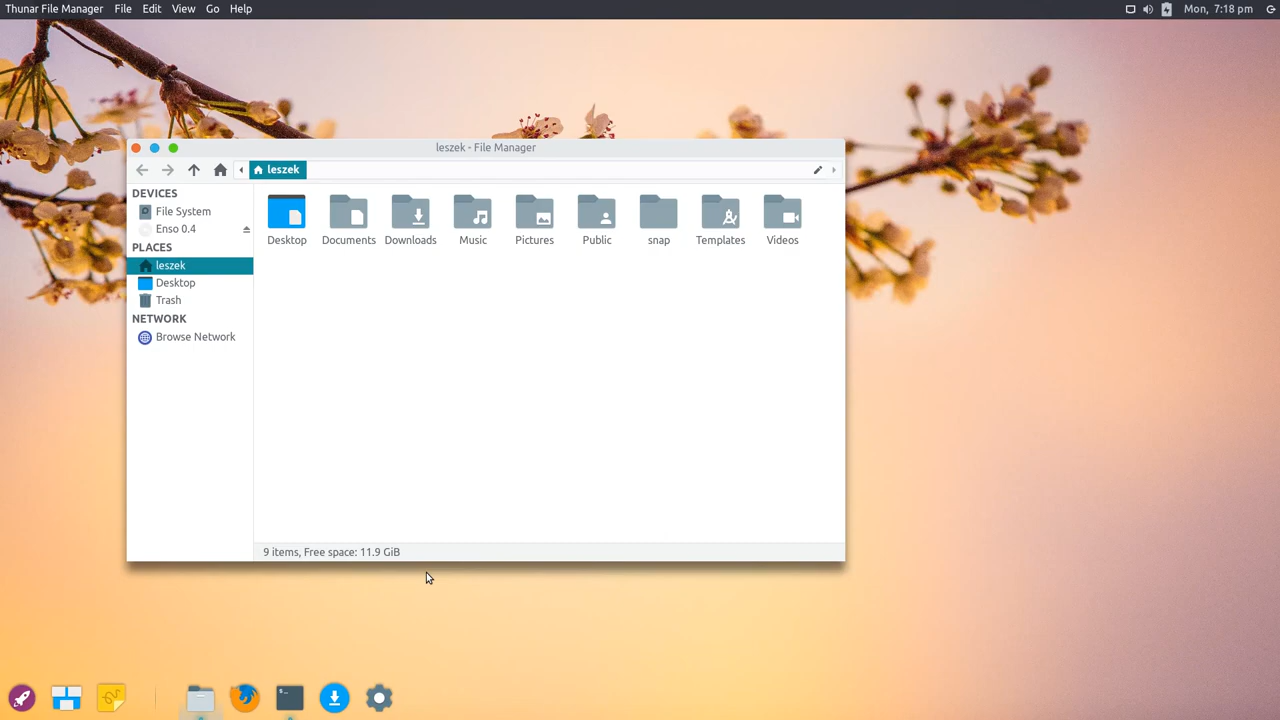 Thunar File Manager File Edit View Go Help Mon, 7:18 pm
leszek - File Manager
leszek
DEVICES
File System
Enso 0.4
PLACES
leszek
Desktop
Trash
NETWORK
Browse Network
Desktop Documents Downloads Music Pictures Public snap Templates Videos
9 items, Free space: 11.9 GiB